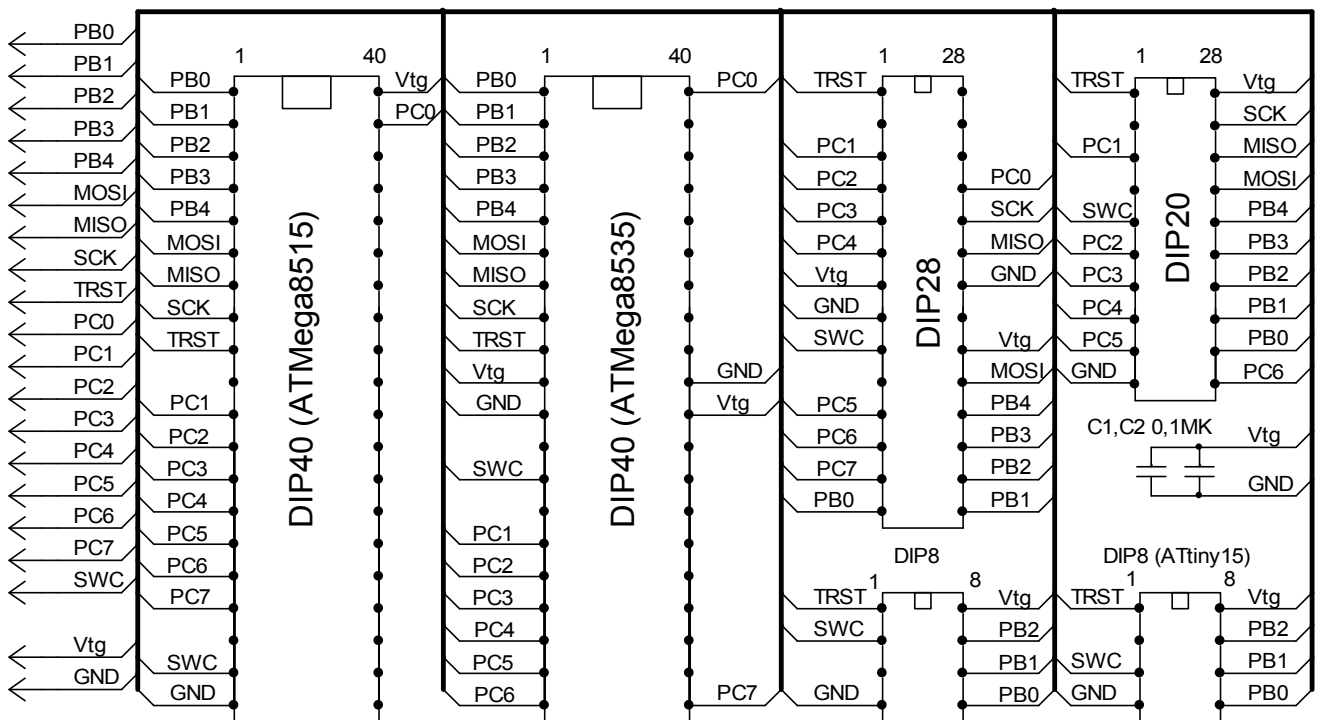 PB0
PB1
PB2
PB3
PB4
MOSI
MISO
SCK
TRST
PC0
PC1
PC2
PC3
PC4
PC5
PC6
PC7
SWC
Vtg
GND
1 40
PB0
PB1
PB2
PB3
PB4
MOSI
MISO
SCK
TRST
PC1
PC2
PC3
PC4
PC5
PC6
PC7
SWC
GND
DIP40 (ATMega8515)
Vtg
PC0
1 40
PB0
PB1
PB2
PB3
PB4
MOSI
MISO
SCK
TRST
Vtg
GND
SWC
PC1
PC2
PC3
PC4
PC5
PC6
DIP40 (ATMega8535)
PC0
GND
Vtg
PC7
1 28
TRST
PC1
PC2
PC3
PC4
Vtg
GND
SWC
PC5
PC6
PC7
PB0
DIP28
PC0
SCK
MISO
GND
Vtg
MOSI
PB4
PB3
PB2
PB1
DIP8
1 8
TRST
SWC
GND
Vtg
PB2
PB1
PB0
1 28
TRST
PC1
SWC
PC2
PC3
PC4
PC5
GND
DIP20
Vtg
SCK
MISO
MOSI
PB4
PB3
PB2
PB1
PB0
PC6
C1,C2 0,1MK
Vtg
GND
DIP8 (ATtiny15)
1 8
TRST
SWC
GND
Vtg
PB2
PB1
PB0